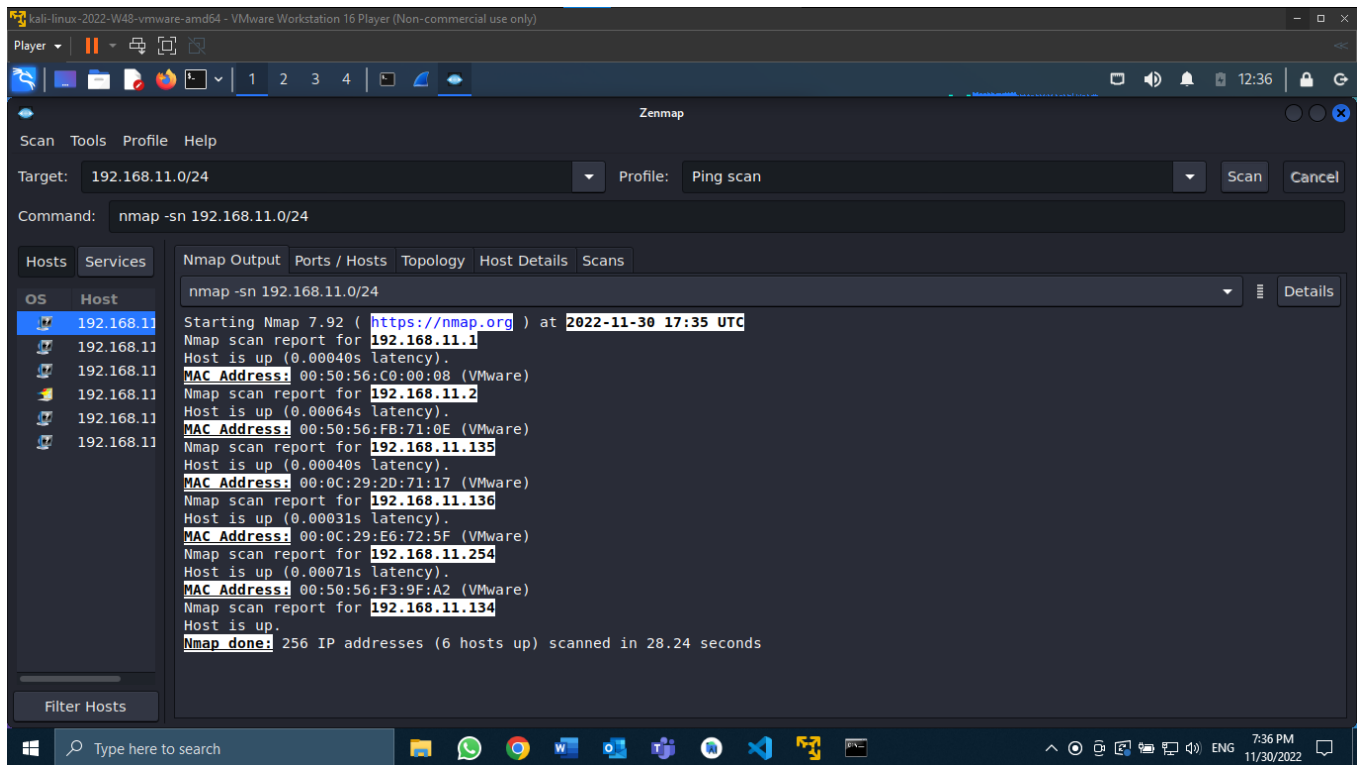 kali-linux-2022-W48-vmware-amd64 - VMware Workstation 16 Player (Non-commercial use only)
Player
1 2 3 4 12:36
Zenmap
Scan Tools Profile Help
Target: 192.168.11.0/24 Profile: Ping scan Scan Cancel
Command: nmap -sn 192.168.11.0/24
Hosts Services Nmap Output Ports / Hosts Topology Host Details Scans
nmap -sn 192.168.11.0/24 Details
OS Host
192.168.11
192.168.11
192.168.11
192.168.11
192.168.11
192.168.11
Starting Nmap 7.92 ( https://nmap.org ) at 2022-11-30 17:35 UTC
Nmap scan report for 192.168.11.1
Host is up (0.00040s latency).
MAC Address: 00:50:56:C0:00:08 (VMware)
Nmap scan report for 192.168.11.2
Host is up (0.00064s latency).
MAC Address: 00:50:56:FB:71:0E (VMware)
Nmap scan report for 192.168.11.135
Host is up (0.00040s latency).
MAC Address: 00:0C:29:2D:71:17 (VMware)
Nmap scan report for 192.168.11.136
Host is up (0.00031s latency).
MAC Address: 00:0C:29:E6:72:5F (VMware)
Nmap scan report for 192.168.11.254
Host is up (0.00071s latency).
MAC Address: 00:50:56:F3:9F:A2 (VMware)
Nmap scan report for 192.168.11.134
Host is up.
Nmap done: 256 IP addresses (6 hosts up) scanned in 28.24 seconds
Filter Hosts
Type here to search
ENG
7:36 PM
11/30/2022